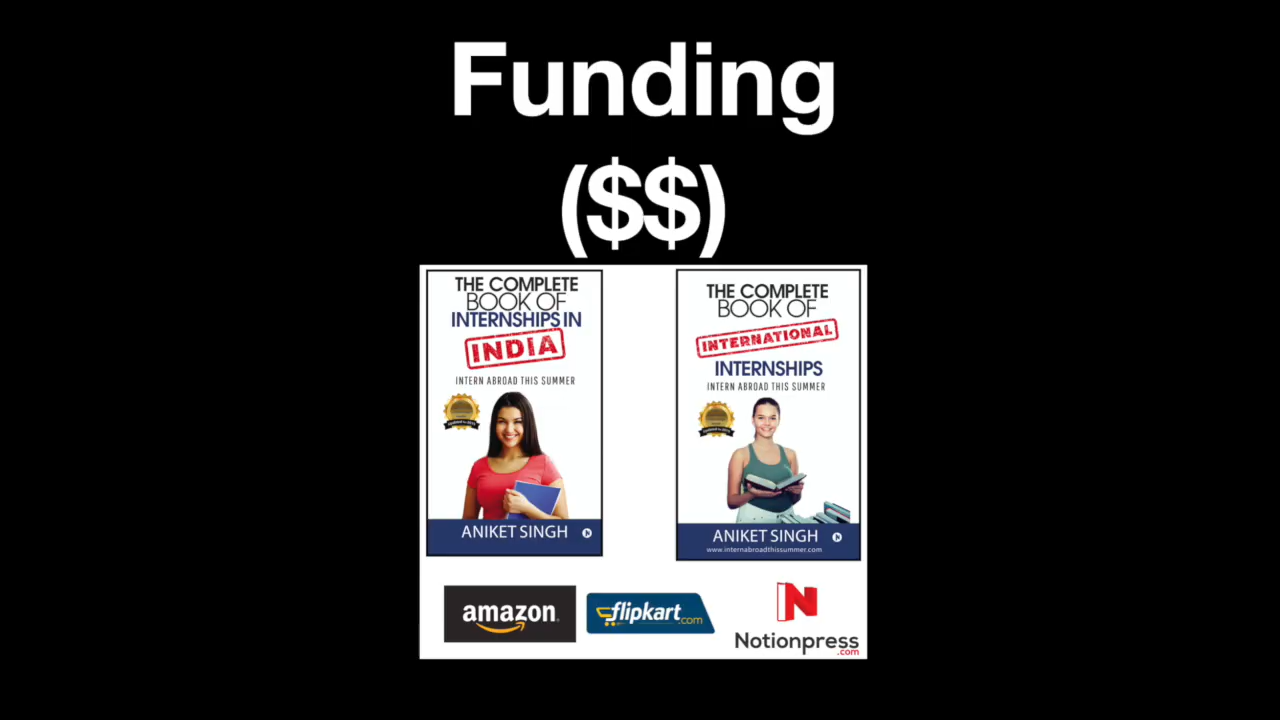 Funding
($$)
THE COMPLETE
BOOK OF
INTERNSHIPS IN
INDIA
INTERN ABROAD THIS SUMMER
ANIKET SINGH
THE COMPLETE
BOOK OF
INTERNATIONAL
INTERNSHIPS
INTERN ABROAD THIS SUMMER
ANIKET SINGH
www.internabroadthissummer.com
amazon
flipkart.com
N
Notionpress
.com